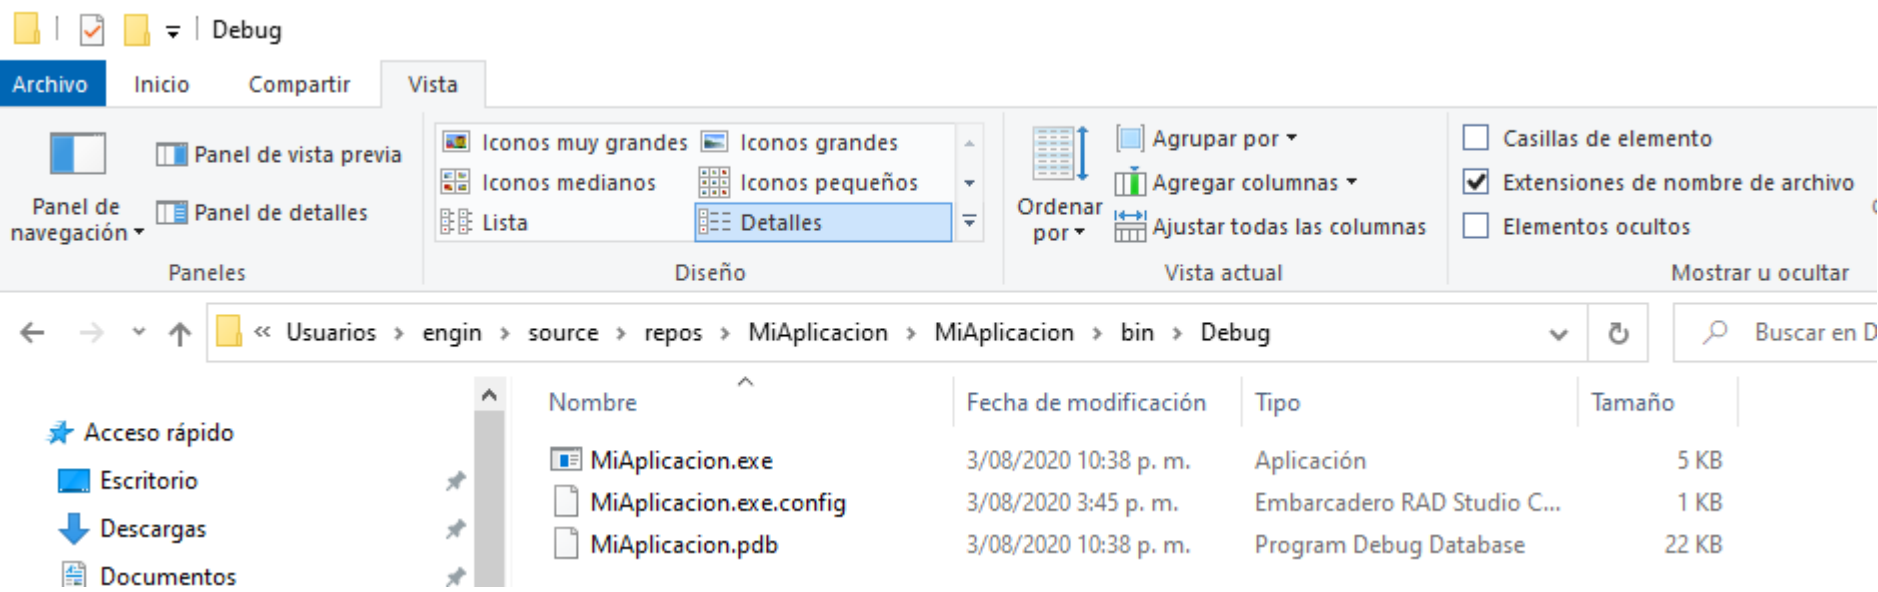 Debug
Archivo Inicio Compartir Vista
Panel de navegación
Panel de vista previa
Panel de detalles
Paneles
Iconos muy grandes Iconos grandes
Iconos medianos Iconos pequeños
Lista Detalles
Diseño
Ordenar por
Agrupar por
Agregar columnas
Ajustar todas las columnas
Vista actual
Casillas de elemento
Extensiones de nombre de archivo
Elementos ocultos
Mostrar u ocultar
« Usuarios > engin > source > repos > MiAplicacion > MiAplicacion > bin > Debug
Buscar en D
Acceso rápido
Escritorio
Descargas
Documentos
Nombre Fecha de modificación Tipo Tamaño
MiAplicacion.exe 3/08/2020 10:38 p. m. Aplicación 5 KB
MiAplicacion.exe.config 3/08/2020 3:45 p. m. Embarcadero RAD Studio C... 1 KB
MiAplicacion.pdb 3/08/2020 10:38 p. m. Program Debug Database 22 KB